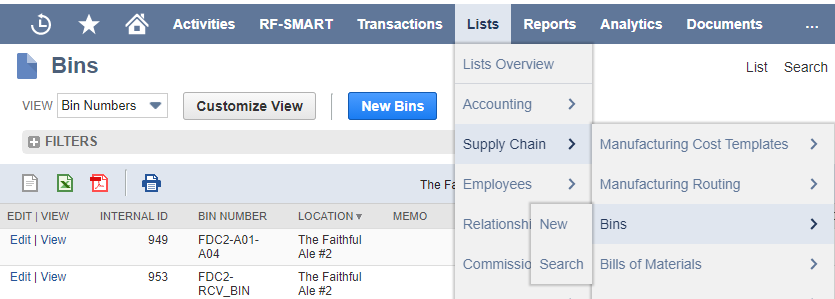 Activities RF-SMART Transactions Lists Reports Analytics Documents ...
Bins
List Search
VIEW Bin Numbers Customize View New Bins
FILTERS
The Fa
EDIT | VIEW INTERNAL ID BIN NUMBER LOCATION MEMO
Edit | View 949 FDC2-A01-
A04 The Faithful
Ale #2
Edit | View 953 FDC2-
RCV_BIN The Faithful
Ale #2
Lists Overview
Accounting
Supply Chain
Employees
Relationshi
Commissio
Manufacturing Cost Templates
Manufacturing Routing
Bins
Bills of Materials
New
Search